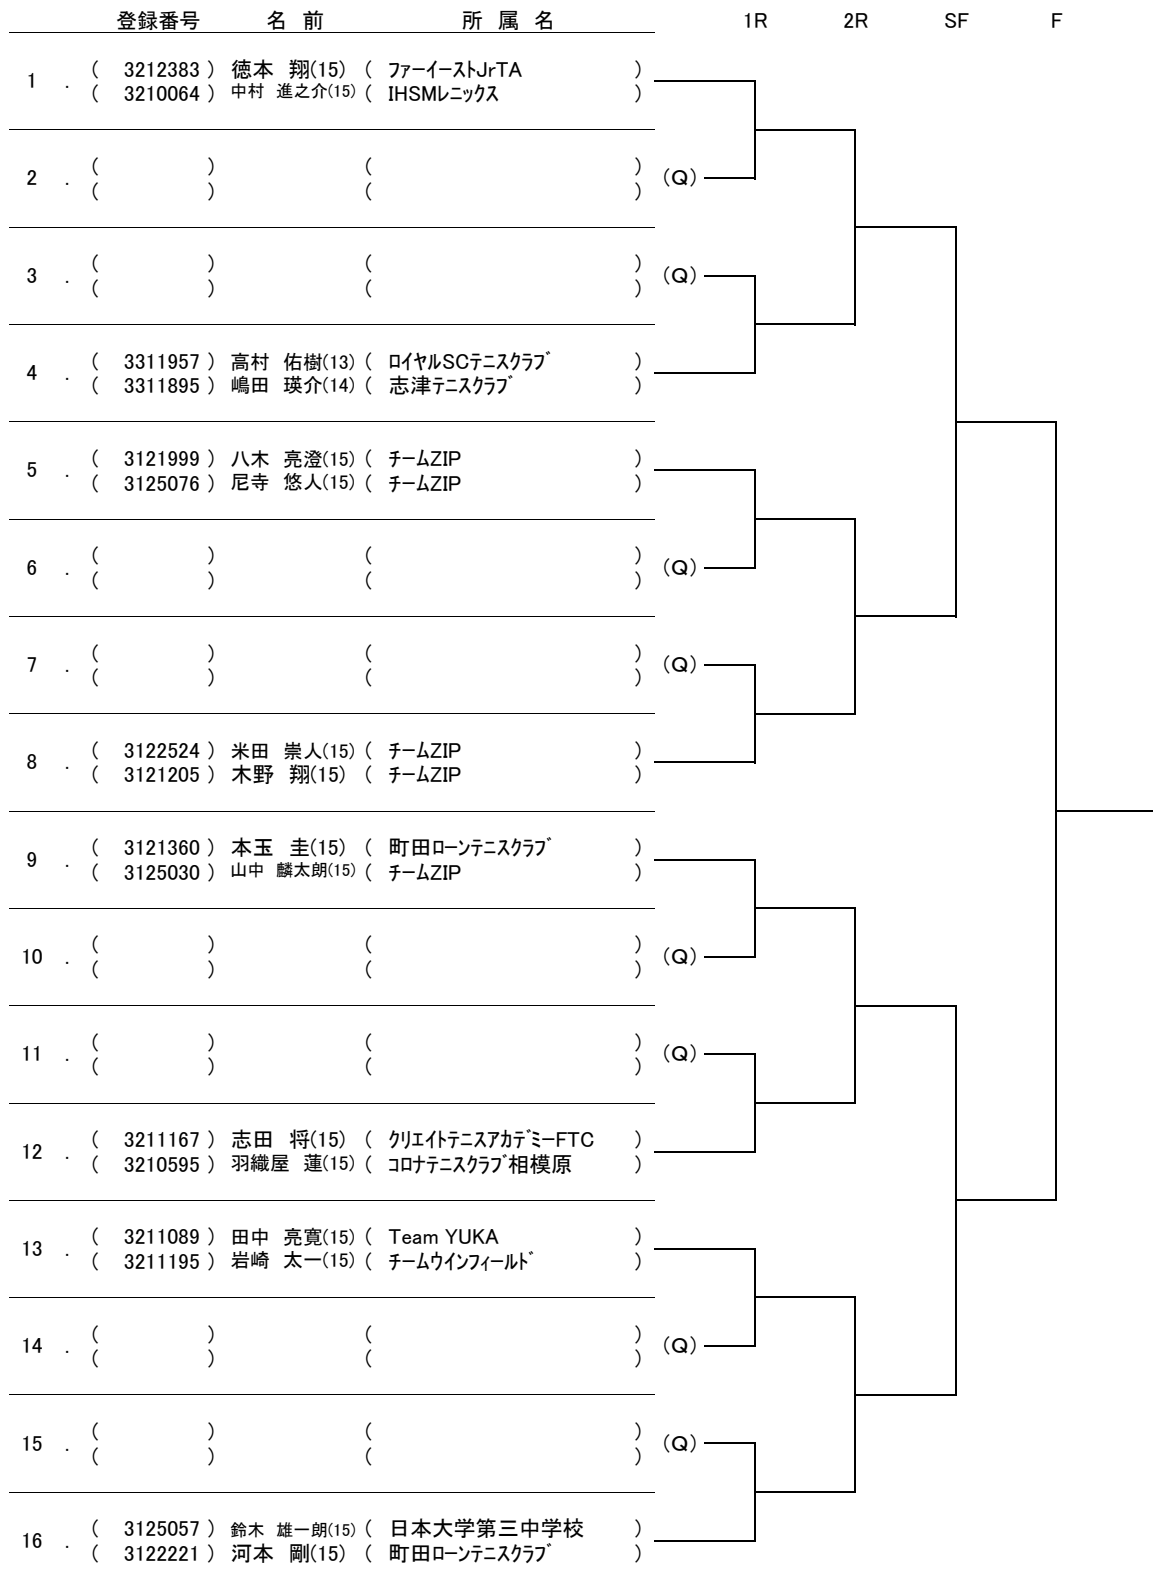 登録番号 名 前 所 属 名 1R 2R SF F
1 . ( 3212383 ) 徳本 翔(15) ( ファーイーストJrTA )
( 3210064 ) 中村 進之介(15) ( IHSMレニックス )
2 . ( ) ( ) (Q)
( ) ( )
3 . ( ) ( ) (Q)
( ) ( )
4 . ( 3311957 ) 高村 佑樹(13) ( ロイヤルSCテニスクラブ )
( 3311895 ) 嶋田 瑛介(14) ( 志津テニスクラブ )
5 . ( 3121999 ) 八木 亮澄(15) ( チームZIP )
( 3125076 ) 尼寺 悠人(15) ( チームZIP )
6 . ( ) ( ) (Q)
( ) ( )
7 . ( ) ( ) (Q)
( ) ( )
8 . ( 3122524 ) 米田 崇人(15) ( チームZIP )
( 3121205 ) 木野 翔(15) ( チームZIP )
9 . ( 3121360 ) 本玉 圭(15) ( 町田ローンテニスクラブ )
( 3125030 ) 山中 麟太朗(15) ( チームZIP )
10 . ( ) ( ) (Q)
( ) ( )
11 . ( ) ( ) (Q)
( ) ( )
12 . ( 3211167 ) 志田 将(15) ( クリエイトテニスアカデミーFTC )
( 3210595 ) 羽織屋 蓮(15) ( コロナテニスクラブ相模原 )
13 . ( 3211089 ) 田中 亮寛(15) ( Team YUKA )
( 3211195 ) 岩崎 太一(15) ( チームウインフィールド )
14 . ( ) ( ) (Q)
( ) ( )
15 . ( ) ( ) (Q)
( ) ( )
16 . ( 3125057 ) 鈴木 雄一朗(15) ( 日本大学第三中学校 )
( 3122221 ) 河本 剛(15) ( 町田ローンテニスクラブ )